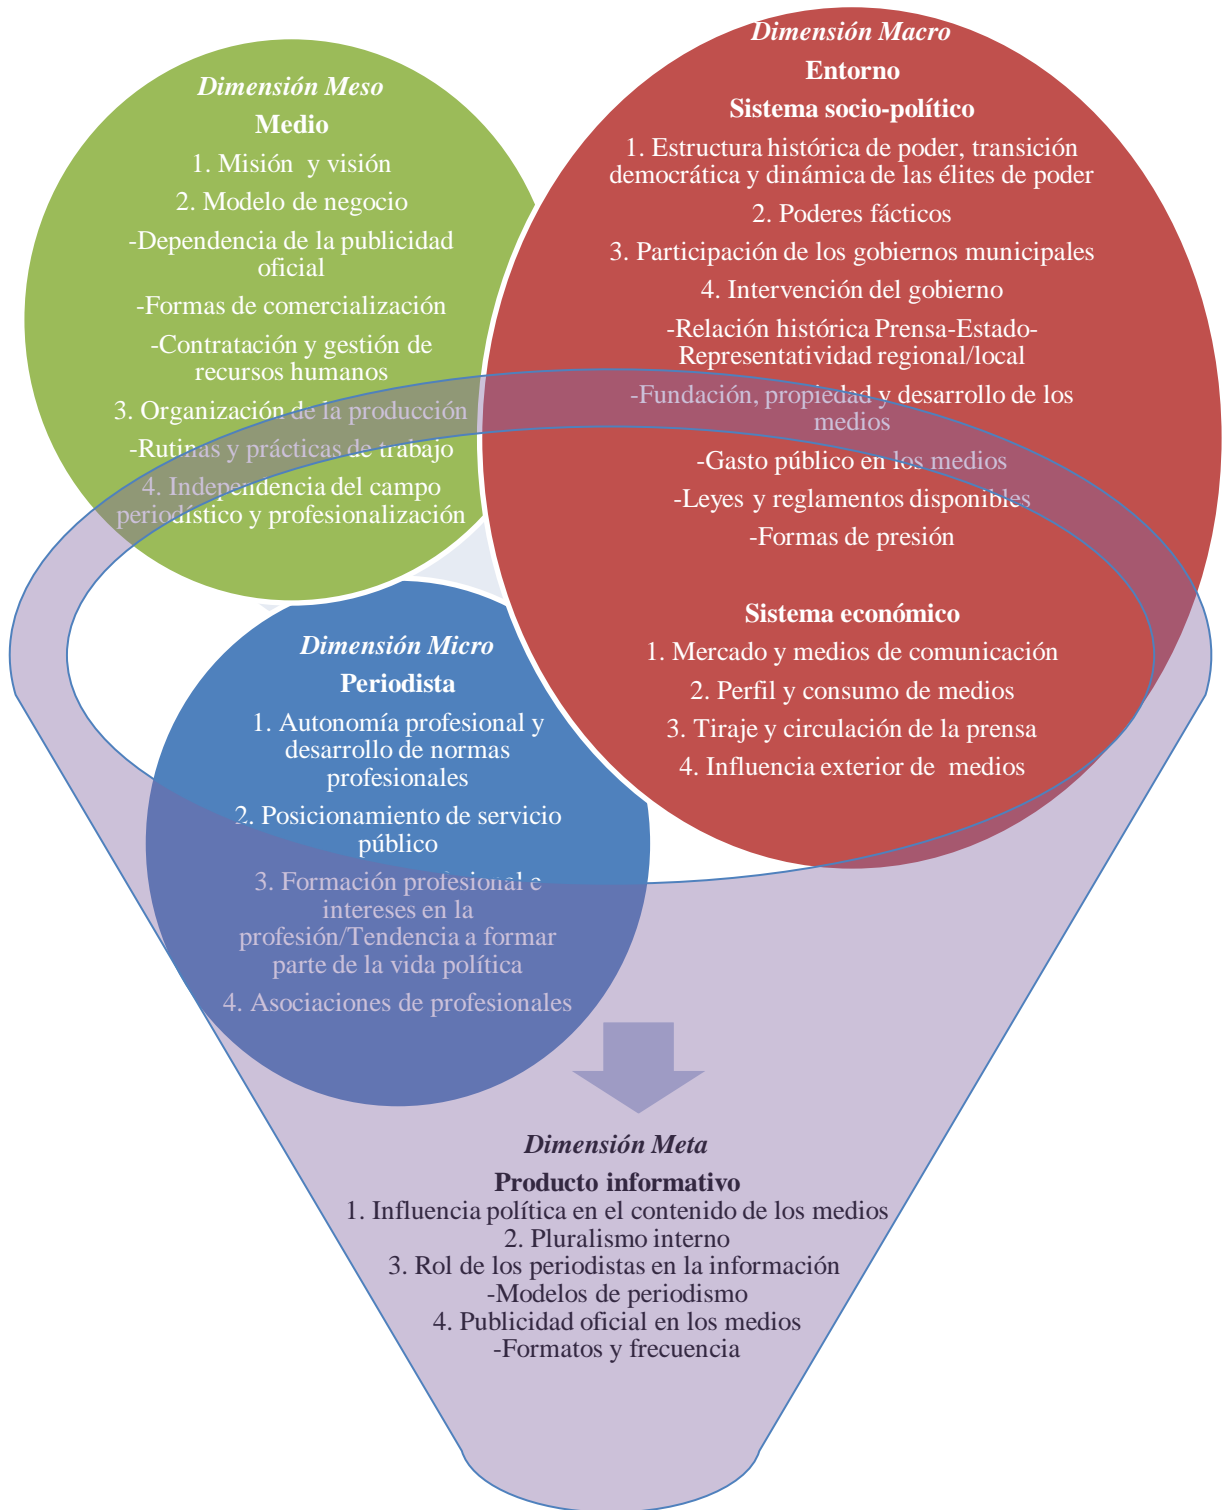 Dimensión Meso
Medio
1. Misión y visión
2. Modelo de negocio
-Dependencia de la publicidad
oficial
-Formas de comercialización
-Contratación y gestión de
recursos humanos
3. Organización de la producción
-Rutinas y prácticas de trabajo
4. Independencia del campo
periodístico y profesionalización
Dimensión Macro
Entorno
Sistema socio-político
1. Estructura histórica de poder, transición
democrática y dinámica de las élites de poder
2. Poderes fácticos
3. Participación de los gobiernos municipales
4. Intervención del gobierno
-Relación histórica Prensa-Estado-
Representatividad regional/local
-Fundación, propiedad y desarrollo de los
medios
-Gasto público en los medios
-Leyes y reglamentos disponibles
-Formas de presión
Sistema económico
1. Mercado y medios de comunicación
2. Perfil y consumo de medios
3. Tiraje y circulación de la prensa
4. Influencia exterior de medios
Dimensión Micro
Periodista
1. Autonomía profesional y
desarrollo de normas
profesionales
2. Posicionamiento de servicio
público
3. Formación profesional e
intereses en la
profesión/Tendencia a formar
parte de la vida política
4. Asociaciones de profesionales
Dimensión Meta
Producto informativo
1. Influencia política en el contenido de los medios
2. Pluralismo interno
3. Rol de los periodistas en la información
-Modelos de periodismo
4. Publicidad oficial en los medios
-Formatos y frecuencia